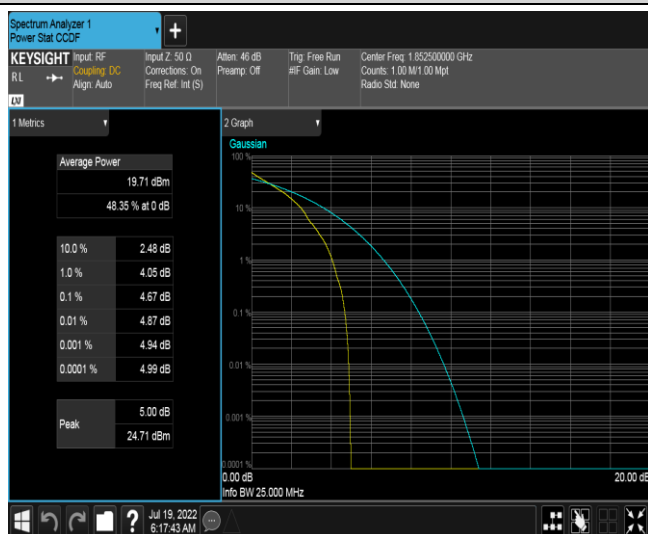 Spectrum Analyzer 1
Power Stat CCDF
+
KEYSIGHT
RL
LXI
Input: RF
Coupling: DC
Align: Auto
Input Z: 50 Ω
Corrections: On
Freq Ref: Int (S)
Atten: 46 dB
Preamp: Off
Trig: Free Run
#IF Gain: Low
Center Freq: 1.852500000 GHz
Counts: 1.00 M/1.00 Mpt
Radio Std: None
1 Metrics
Average Power
19.71 dBm
48.35 % at 0 dB
10.0 % 2.48 dB
1.0 % 4.05 dB
0.1 % 4.67 dB
0.01 % 4.87 dB
0.001 % 4.94 dB
0.0001 % 4.99 dB
Peak
5.00 dB
24.71 dBm
2 Graph
Gaussian
100 %
10 %
1 %
0.1 %
0.01 %
0.001 %
0.0001 %
0.00 dB
20.00 dB
Info BW 25.000 MHz
?
Jul 19, 2022
6:17:43 AM